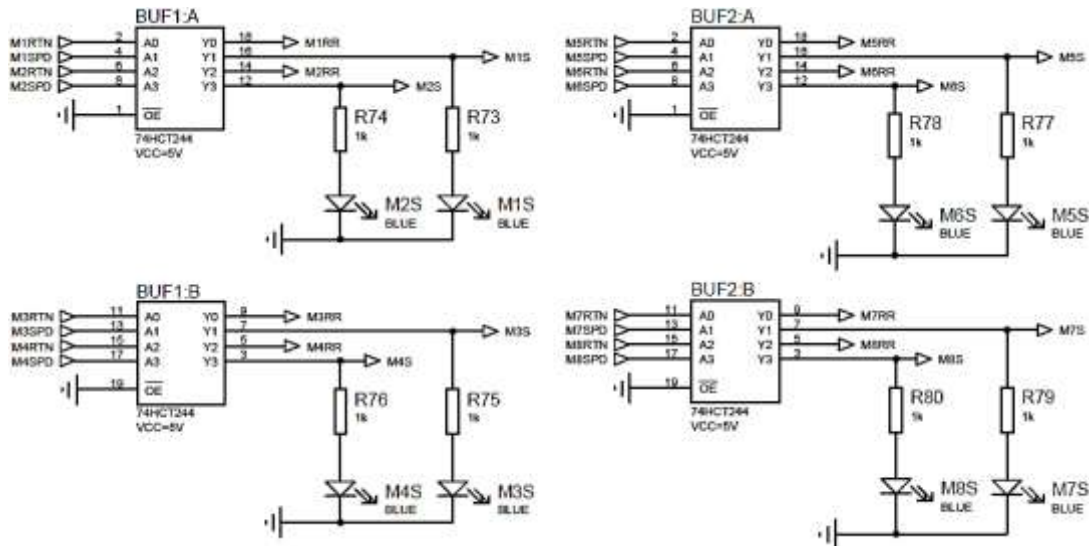 BUF1:A
M1RTN 2 A0 Y0 18 M1RR
M1SPD 4 A1 Y1 16 M1S
M2RTN 6 A2 Y2 14 M2RR
M2SPD 8 A3 Y3 12 M2S
1 OE
74HCT244
VCC=5V
R74
1k
R73
1k
M2S
BLUE
M1S
BLUE
BUF2:A
M5RTN 2 A0 Y0 18 M5RR
M5SPD 4 A1 Y1 16 M5S
M6RTN 6 A2 Y2 14 M6RR
M6SPD 8 A3 Y3 12 M6S
1 OE
74HCT244
VCC=5V
R78
1k
R77
1k
M6S
BLUE
M5S
BLUE
BUF1:B
M3RTN 11 A0 Y0 9 M3RR
M3SPD 13 A1 Y1 7 M3S
M4RTN 15 A2 Y2 5 M4RR
M4SPD 17 A3 Y3 3 M4S
19 OE
74HCT244
VCC=5V
R76
1k
R75
1k
M4S
BLUE
M3S
BLUE
BUF2:B
M7RTN 11 A0 Y0 9 M7RR
M7SPD 13 A1 Y1 7 M7S
M8RTN 15 A2 Y2 5 M8RR
M8SPD 17 A3 Y3 3 M8S
19 OE
74HCT244
VCC=5V
R80
1k
R79
1k
M8S
BLUE
M7S
BLUE